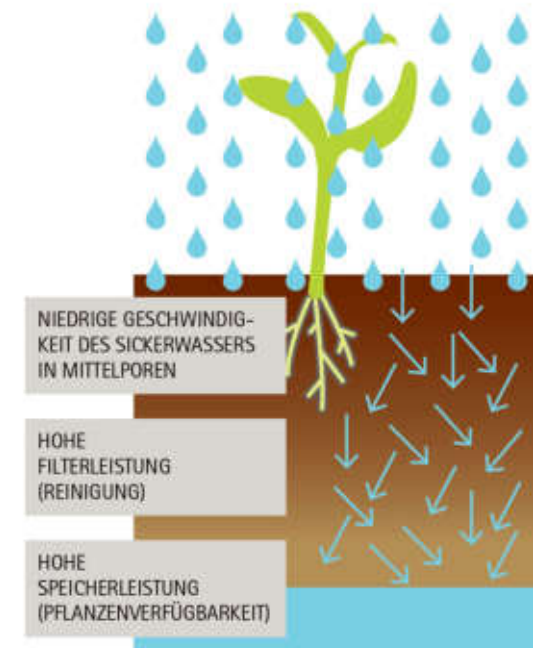 NIEDRIGE GESCHWINDIG-
KEIT DES SICKERWASSERS
IN MITTELPOREN
HOHE
FILTERLEISTUNG
(REINIGUNG)
HOHE
SPEICHERLEISTUNG
(PFLANZENVERFÜGBARKEIT)